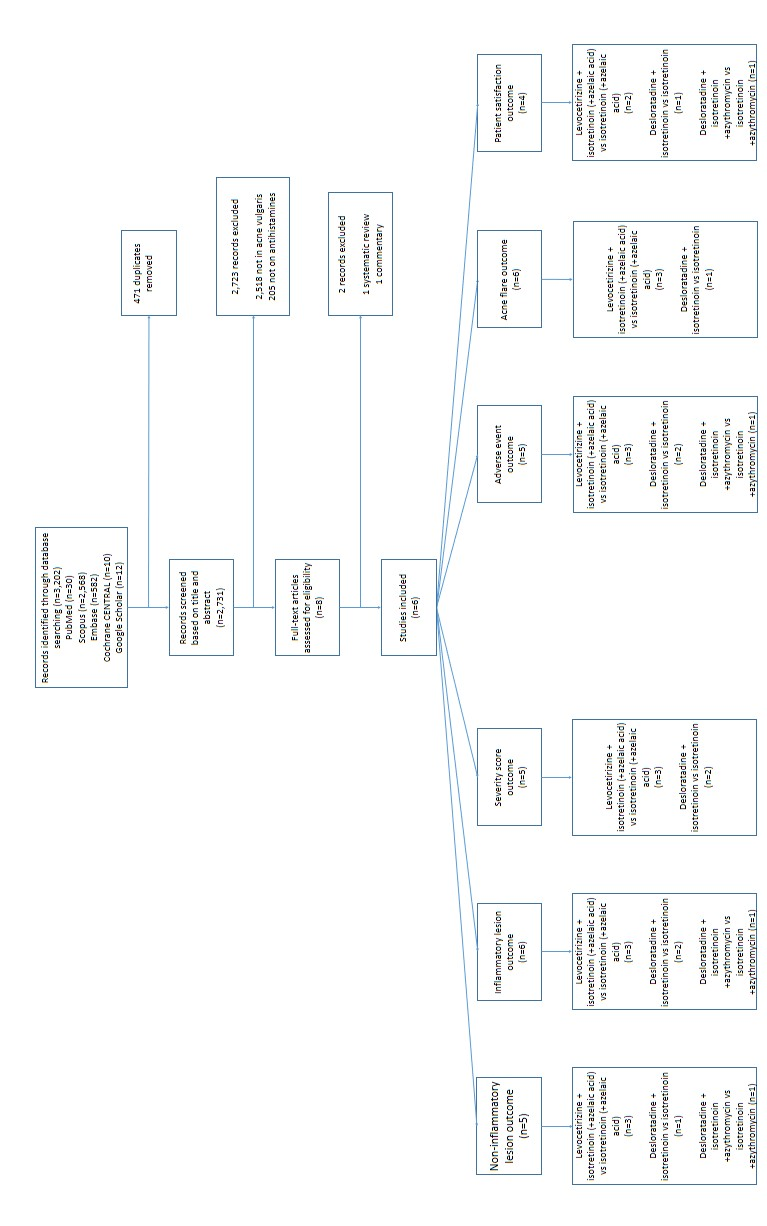 Records identified through database
searching (n=3,202)
PubMed (n=30)
Scopus (n=2,568)
Embase (n=582)
Cochrane CENTRAL (n=10)
Google Scholar (n=12)
471 duplicates
removed
Records screened
based on title and
abstract
(n=2,731)
2,723 records excluded
2,518 not in acne vulgaris
205 not on antihistamines
Full-text articles
assessed for eligibility
(n=8)
2 records excluded
1 systematic review
1 commentary
Studies included
(n=6)
Non-inflammatory
lesion outcome
(n=5)
Inflammatory lesion
outcome
(n=6)
Severity score
outcome
(n=5)
Adverse event
outcome
(n=5)
Acne flare outcome
(n=6)
Patient satisfaction
outcome
(n=4)
Levocetirizine +
isotretinoin (+azelaic acid)
vs isotretinoin (+azelaic
acid)
(n=3)
Desloratadine +
isotretinoin vs isotretinoin
(n=1)
Desloratadine +
isotretinoin
+azythromycin vs
isotretinoin
+azythromycin (n=1)
Levocetirizine +
isotretinoin (+azelaic acid)
vs isotretinoin (+azelaic
acid)
(n=3)
Desloratadine +
isotretinoin vs isotretinoin
(n=2)
Desloratadine +
isotretinoin
+azythromycin vs
isotretinoin
+azythromycin (n=1)
Levocetirizine +
isotretinoin (+azelaic acid)
vs isotretinoin (+azelaic
acid)
(n=3)
Desloratadine +
isotretinoin vs isotretinoin
(n=2)
Levocetirizine +
isotretinoin (+azelaic acid)
vs isotretinoin (+azelaic
acid)
(n=3)
Desloratadine +
isotretinoin vs isotretinoin
(n=2)
Desloratadine +
isotretinoin
+azythromycin vs
isotretinoin
+azythromycin (n=1)
Levocetirizine +
isotretinoin (+azelaic acid)
vs isotretinoin (+azelaic
acid)
(n=3)
Desloratadine +
isotretinoin vs isotretinoin
(n=1)
Levocetirizine +
isotretinoin (+azelaic acid)
vs isotretinoin (+azelaic
acid)
(n=2)
Desloratadine +
isotretinoin vs isotretinoin
(n=1)
Desloratadine +
isotretinoin
+azythromycin vs
isotretinoin
+azythromycin (n=1)